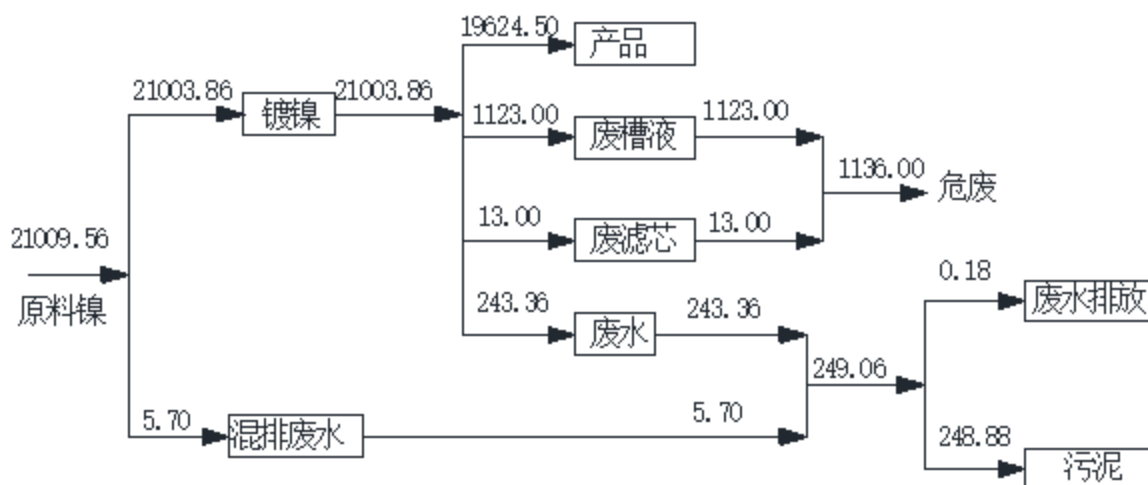 19624.50
产品
21003.86
镀镍
21003.86
1123.00
废槽液
1123.00
1136.00
危废
13.00
废滤芯
13.00
21009.56
原料镍
0.18
废水排放
243.36
废水
243.36
249.06
5.70
混排废水
5.70
248.88
污泥